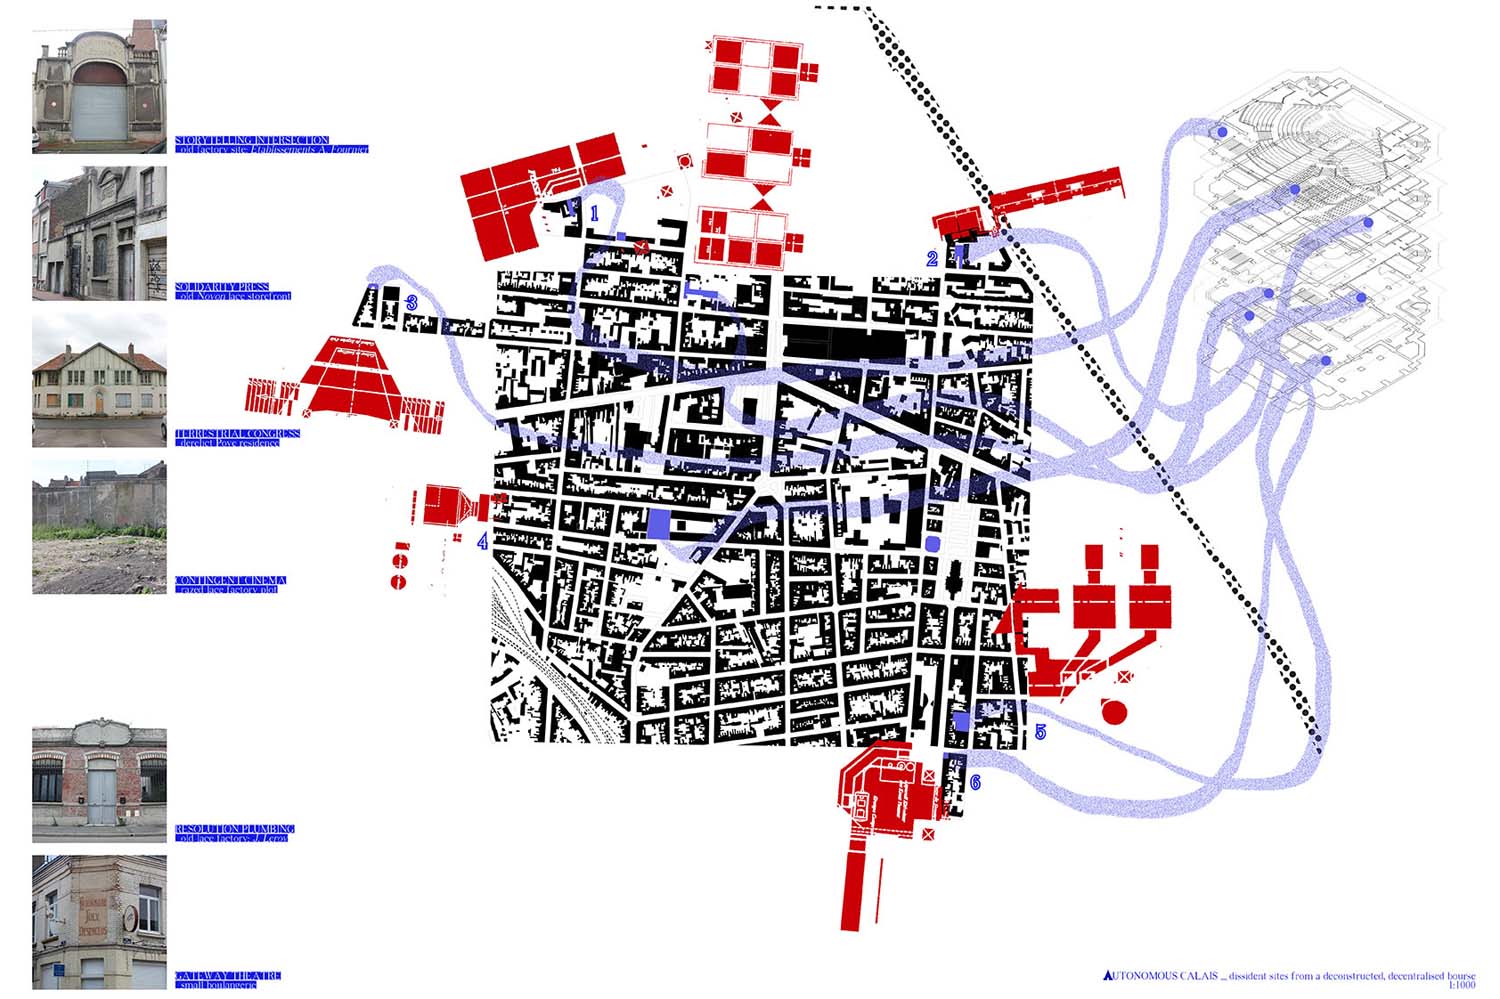 STORYTELLING INTERSECTION
_old factory site: Etablissements A. Fournier
SOLIDARITY PRESS
_old Noyon lace storefront
TERRESTRIAL CONGRESS
_derelict Pove residence
CONTINGENT CINEMA
_razed lace factory plot
RESOLUTION PLUMBING
_old lace factory: J. Leroy
GATEWAY THEATRE
_small boulangerie
1
2
3
4
5
6
AUTONOMOUS CALAIS _ dissident sites from a deconstructed, decentralised bourse
1:1000